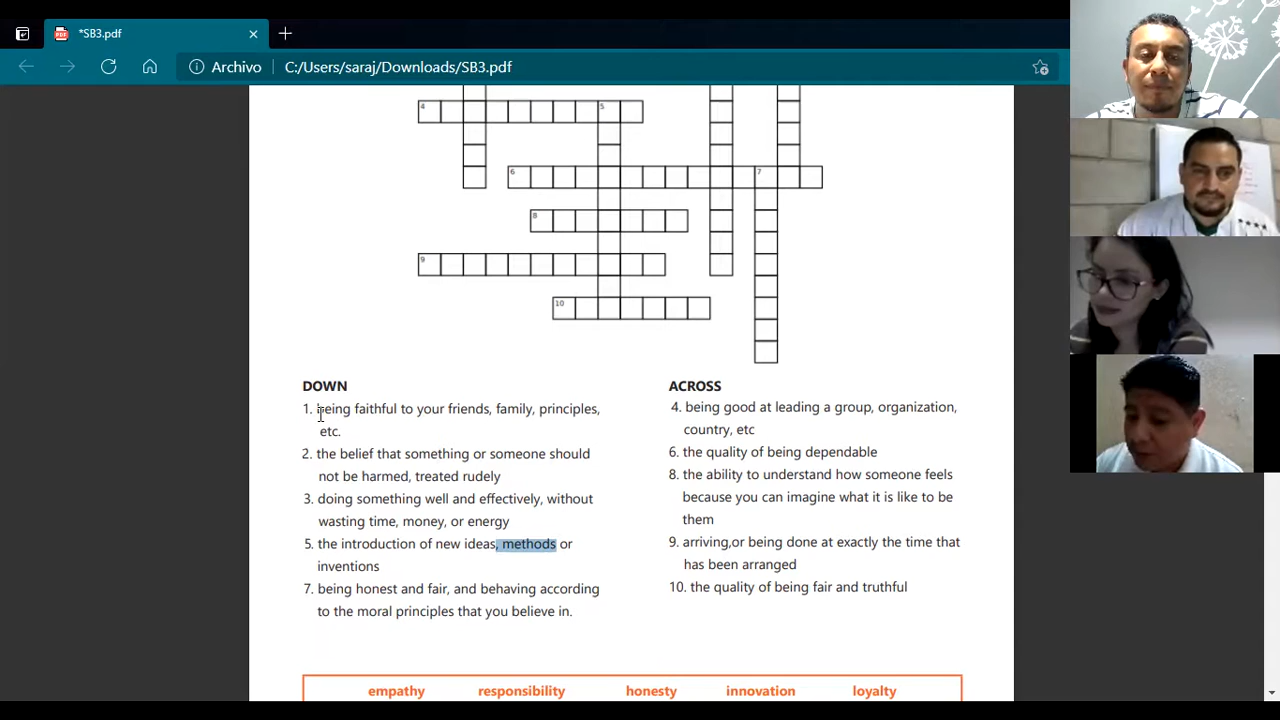 *SB3.pdf
Archivo C:/Users/saraj/Downloads/SB3.pdf
4 5
6 7
8
9
10
DOWN
1. being faithful to your friends, family, principles,
etc.
2. the belief that something or someone should
not be harmed, treated rudely
3. doing something well and effectively, without
wasting time, money, or energy
5. the introduction of new ideas, methods or
inventions
7. being honest and fair, and behaving according
to the moral principles that you believe in.
ACROSS
4. being good at leading a group, organization,
country, etc
6. the quality of being dependable
8. the ability to understand how someone feels
because you can imagine what it is like to be
them
9. arriving,or being done at exactly the time that
has been arranged
10. the quality of being fair and truthful
empathy responsibility honesty innovation loyalty